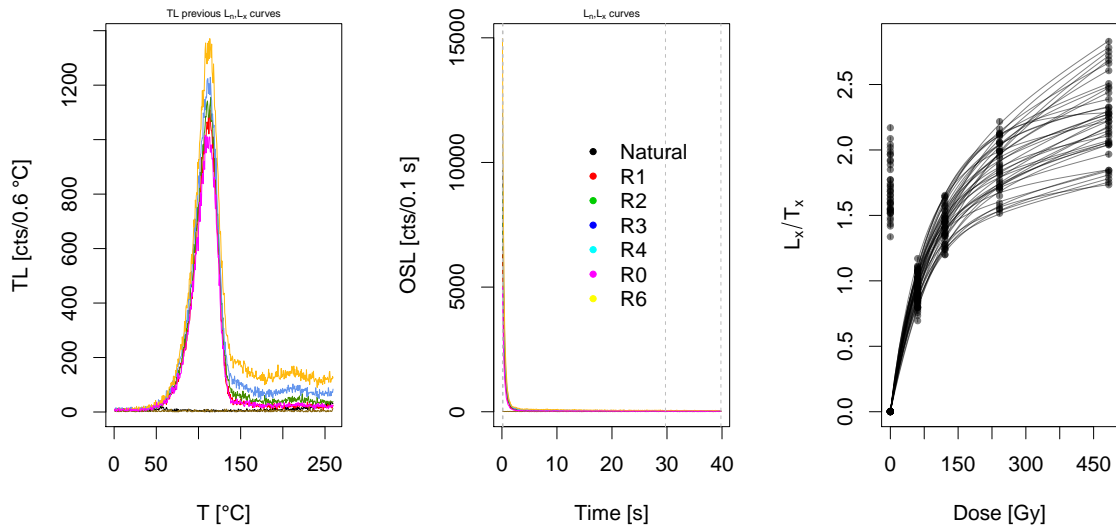 TL previous Ln,Lx curves
TL [cts/0.6 °C]
0 200 400 600 800 1000 1200
0 50 150 250
T [°C]
Ln,Lx curves
OSL [cts/0.1 s]
0 5000 10000 15000
Natural
R1
R2
R3
R4
R0
R6
0 10 20 30 40
Time [s]
Lx/Tx
0.0 0.5 1.0 1.5 2.0 2.5
0 150 300 450
Dose [Gy]